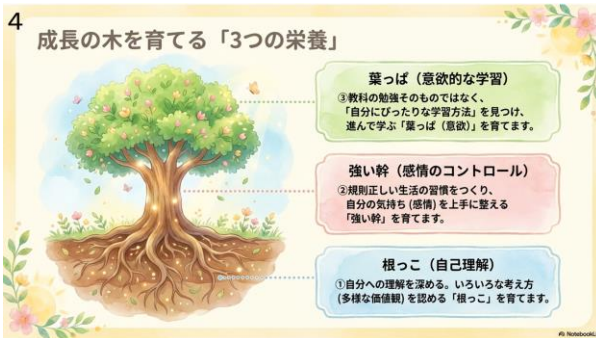 4
成長の木を育てる「3つの栄養」
葉っぱ（意欲的な学習）
③教科の勉強そのものではなく、
「自分にぴったりな学習方法」を見つけ、
進んで学ぶ「葉っぱ（意欲）」を育てます。
強い幹（感情のコントロール）
②規則正しい生活の習慣をつくり、
自分の気持ち（感情）を上手に整える
「強い幹」を育てます。
根っこ（自己理解）
①自分への理解を深める。いろいろな考え方
(多様な価値観) を認める「根っこ」を育てます。